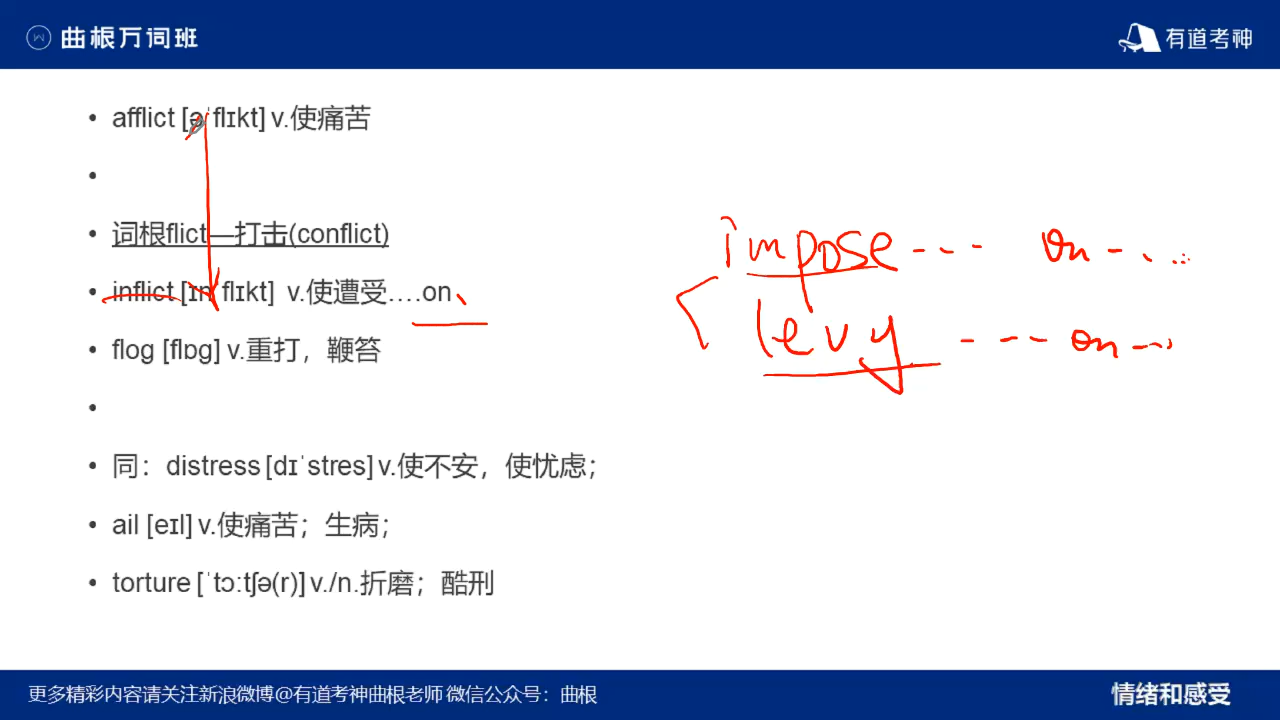 曲根万词班
有道考神
afflict [əˈflɪkt] v.使痛苦
词根flict—打击(conflict)
inflict [ɪnˈflɪkt] v.使遭受….on
flog [flɒg] v.重打，鞭笞
同：distress [dɪˈstres] v.使不安，使忧虑；
ail [eɪl] v.使痛苦；生病；
torture [ˈtɔːtʃə(r)] v./n.折磨；酷刑
impose --- on -...
levy ---- on ---
更多精彩内容请关注新浪微博@有道考神曲根老师 微信公众号：曲根
情绪和感受